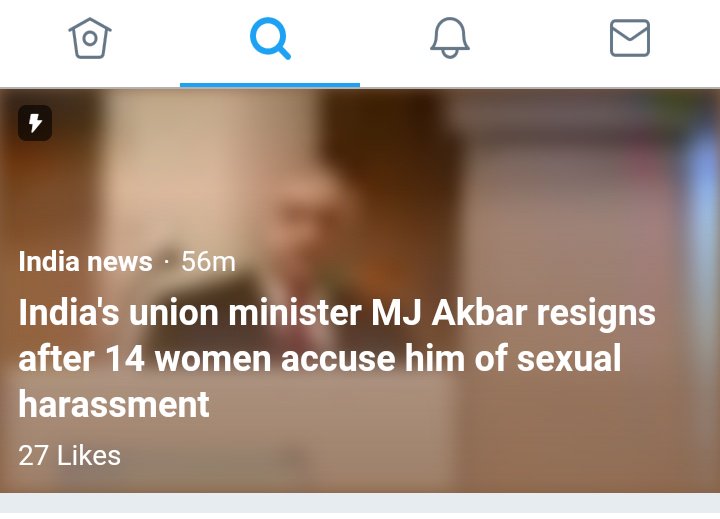 India news · 56m
India's union minister MJ Akbar resigns
after 14 women accuse him of sexual
harassment
27 Likes